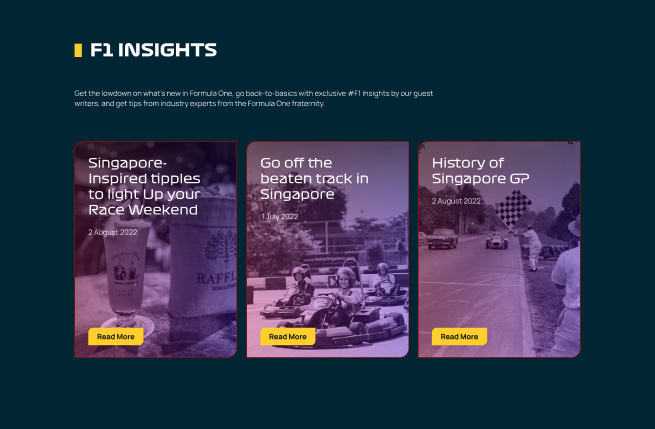 F1 INSIGHTS
Get the lowdown on what's new in Formula One, go back-to-basics with exclusive #F1 Insights by our guest
writers, and get tips from industry experts from the Formula One fraternity.
Singapore-
Inspired tipples
to light Up your
Race Weekend
2 August 2022
RAFFLES
Read More
Go off the
beaten track in
Singapore
1 July 2022
Read More
History of
Singapore GP
2 August 2022
Read More